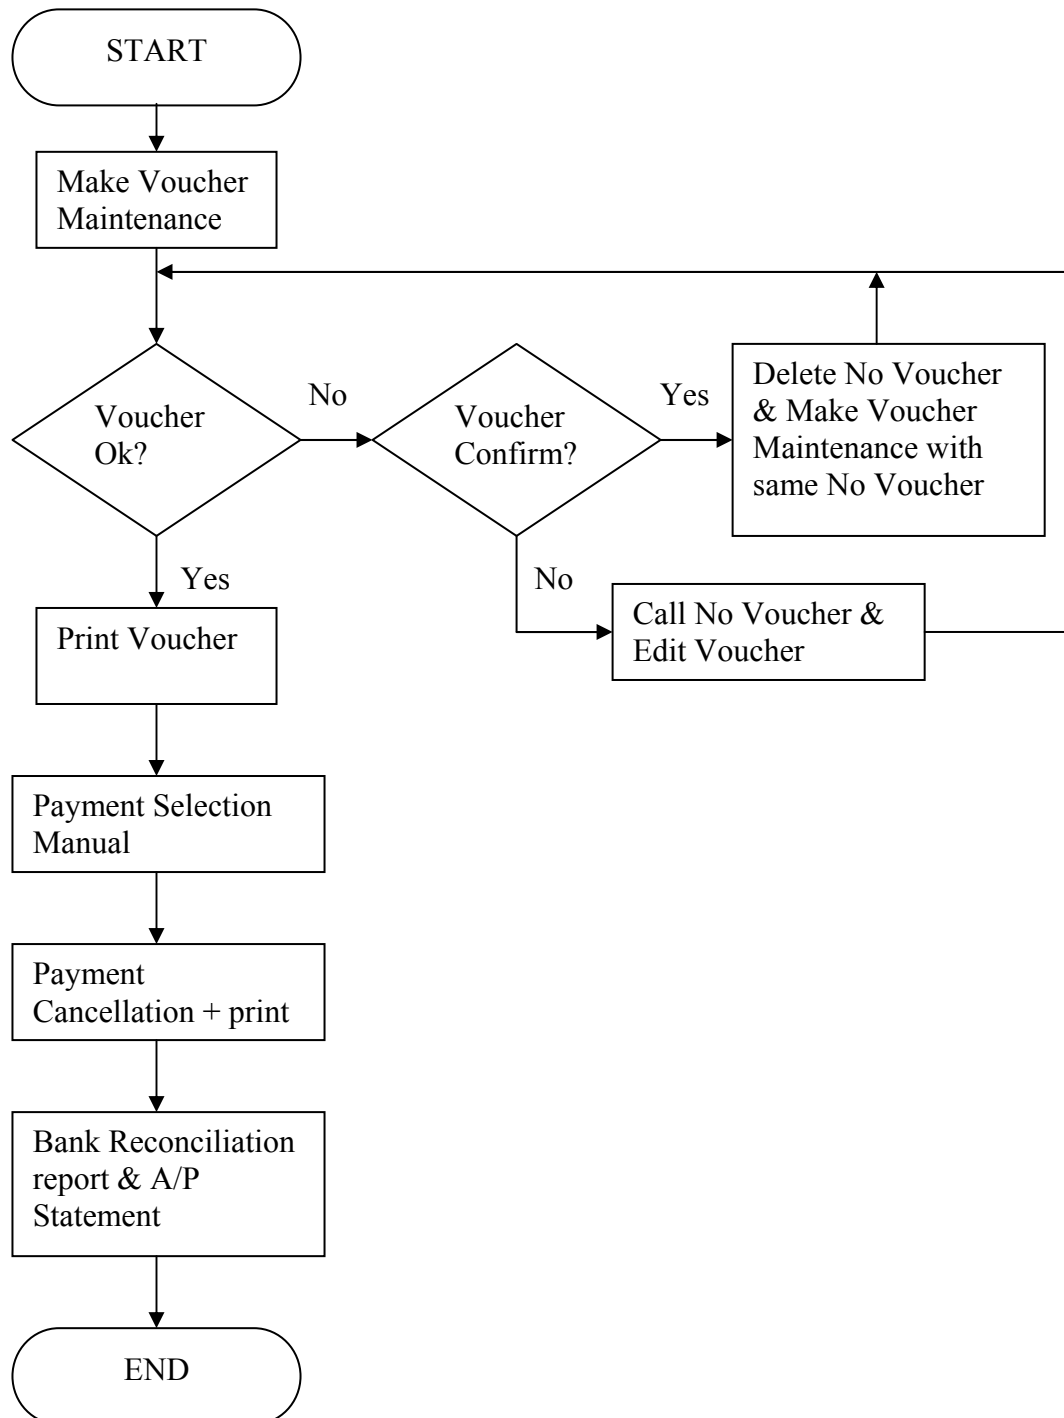 START
Make Voucher
Maintenance
Voucher
Ok?
No
Voucher
Confirm?
Yes
Delete No Voucher
& Make Voucher
Maintenance with
same No Voucher
Yes
No
Call No Voucher &
Edit Voucher
Print Voucher
Payment Selection
Manual
Payment
Cancellation + print
Bank Reconciliation
report & A/P
Statement
END